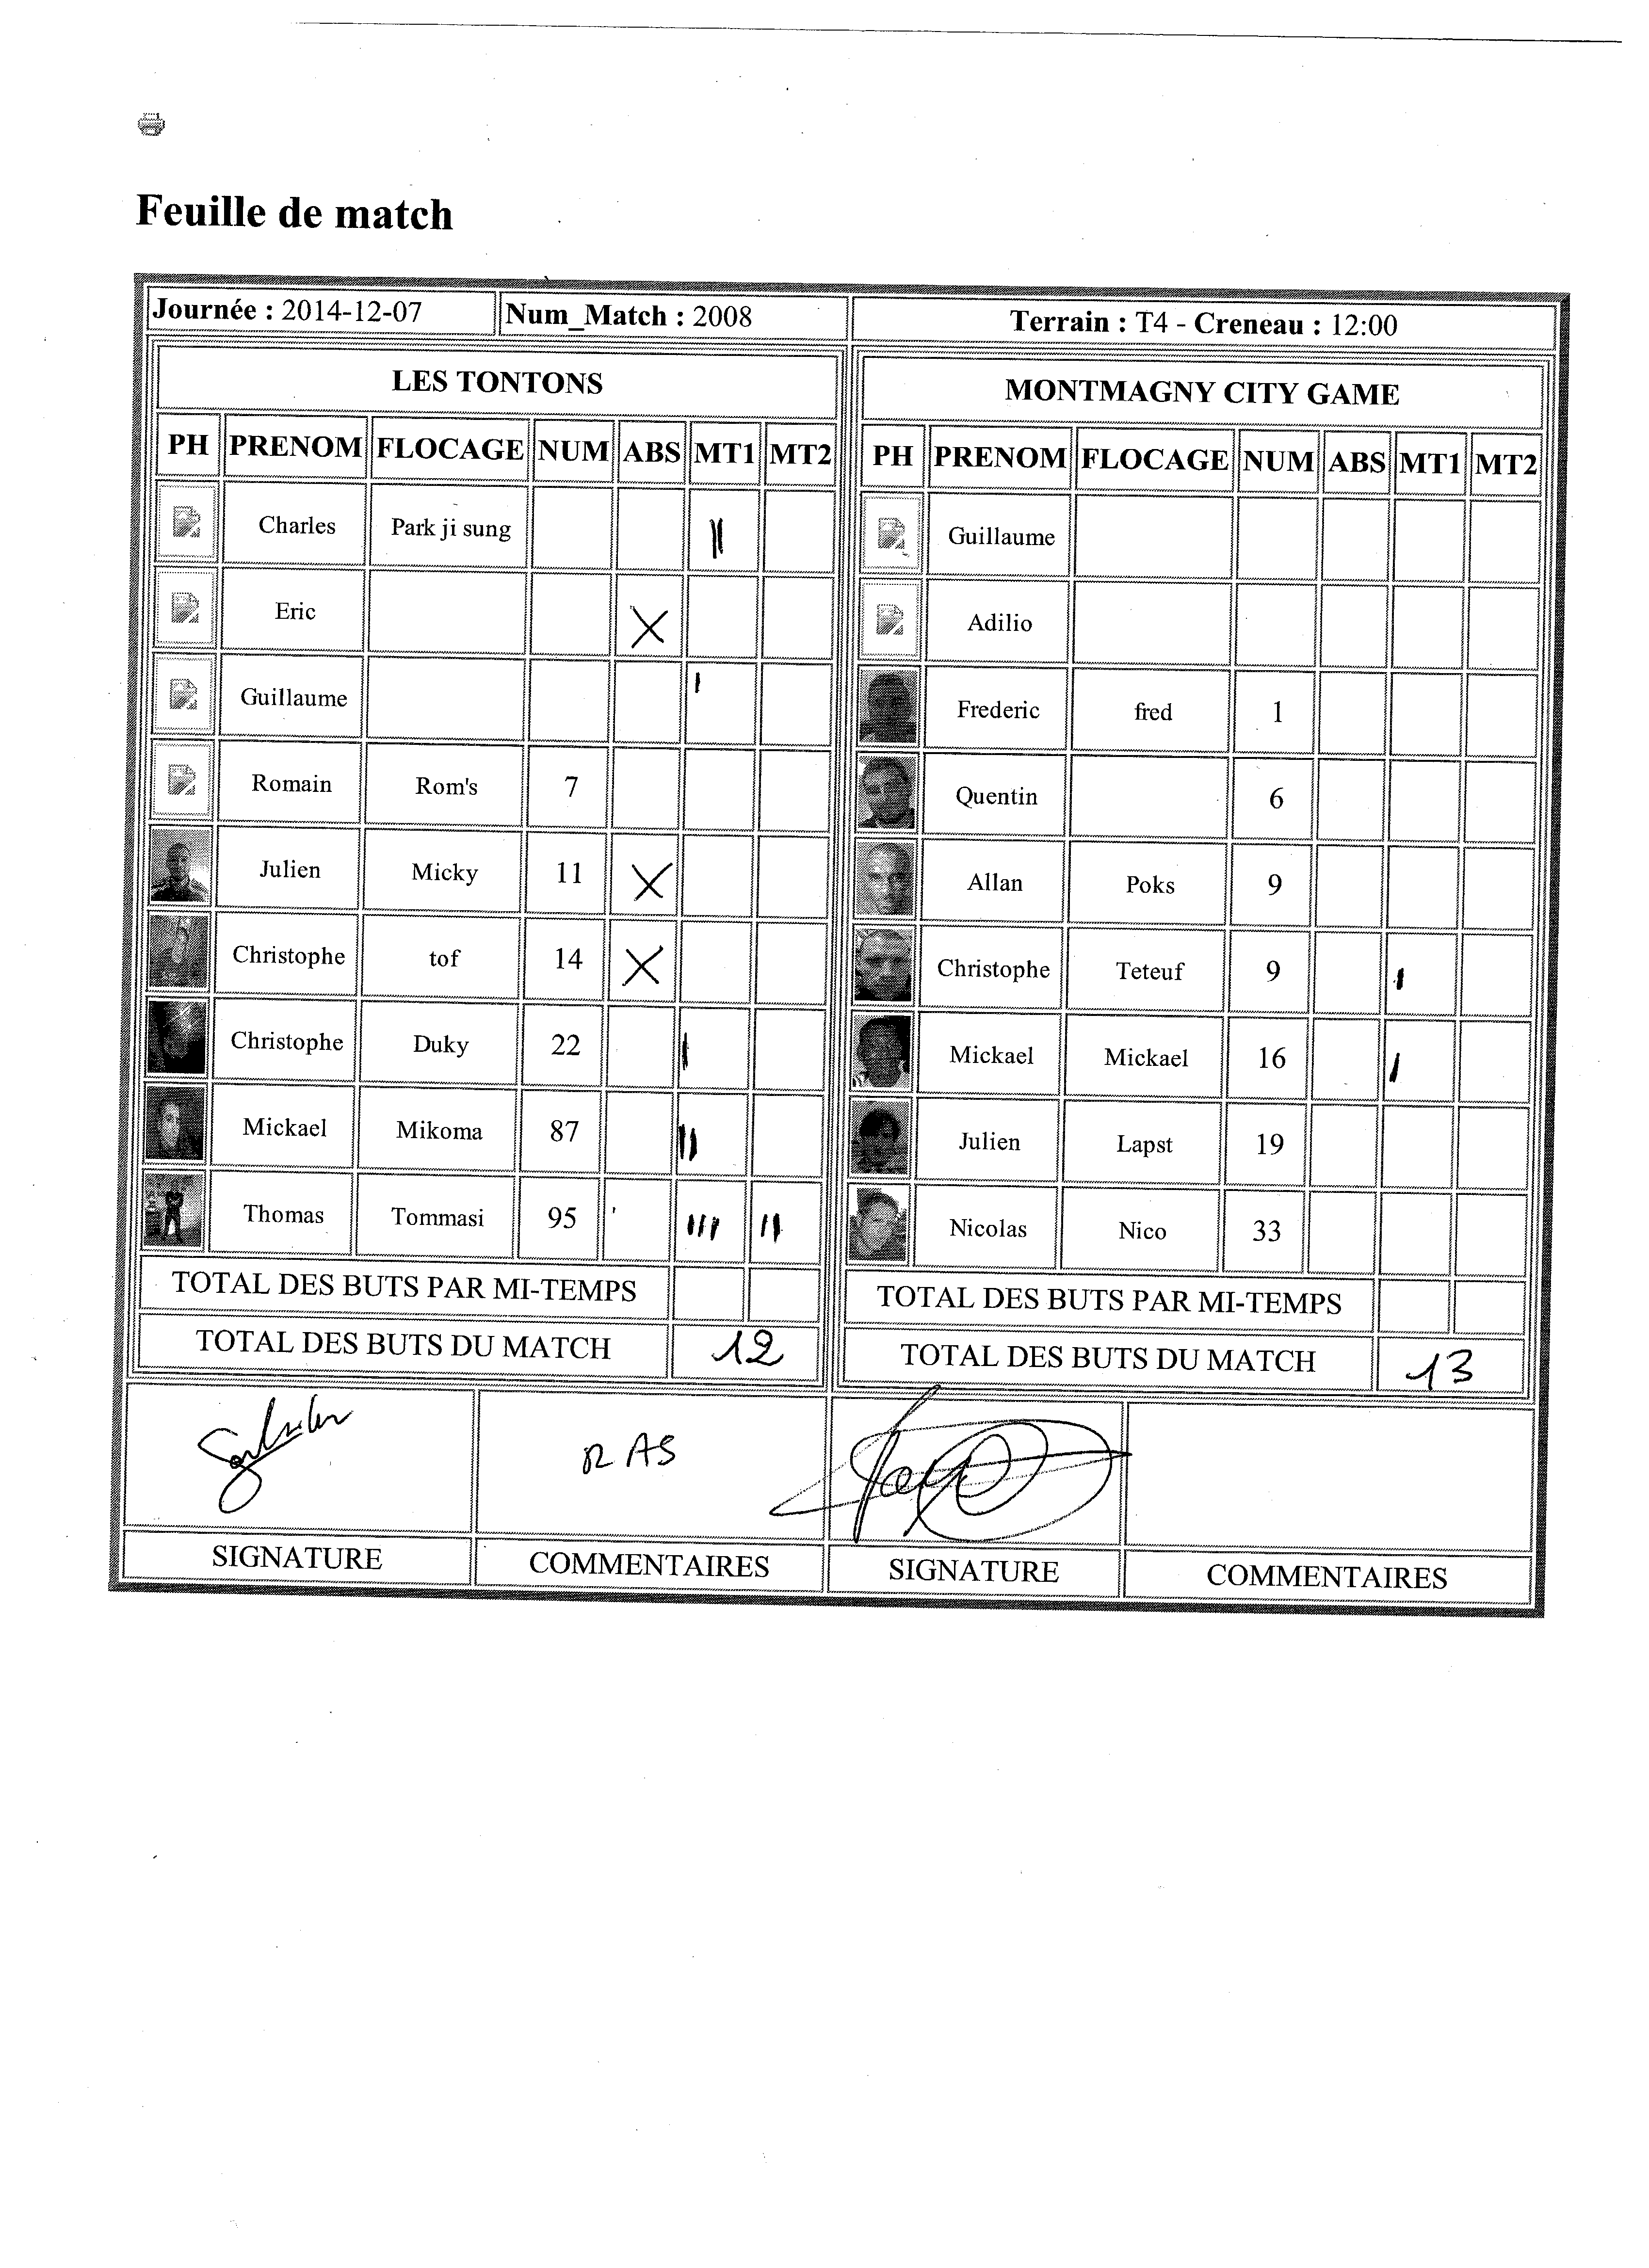 Feuille de match
Journée : 2014-12-07 Num_Match : 2008 Terrain : T4 - Creneau : 12:00
LES TONTONS
PH PRENOM FLOCAGE NUM ABS MT1 MT2
Charles Park ji sung ||
Eric X
Guillaume |
Romain Rom's 7
Julien Micky 11 X
Christophe tof 14 X
Christophe Duky 22 |
Mickael Mikoma 87 ||
Thomas Tommasi 95 ||| ||
TOTAL DES BUTS PAR MI-TEMPS
TOTAL DES BUTS DU MATCH 12
RAS
SIGNATURE COMMENTAIRES
MONTMAGNY CITY GAME
PH PRENOM FLOCAGE NUM ABS MT1 MT2
Guillaume
Adilio
Frederic fred 1
Quentin 6
Allan Poks 9
Christophe Teteuf 9 |
Mickael Mickael 16 |
Julien Lapst 19
Nicolas Nico 33
TOTAL DES BUTS PAR MI-TEMPS
TOTAL DES BUTS DU MATCH 13
SIGNATURE COMMENTAIRES